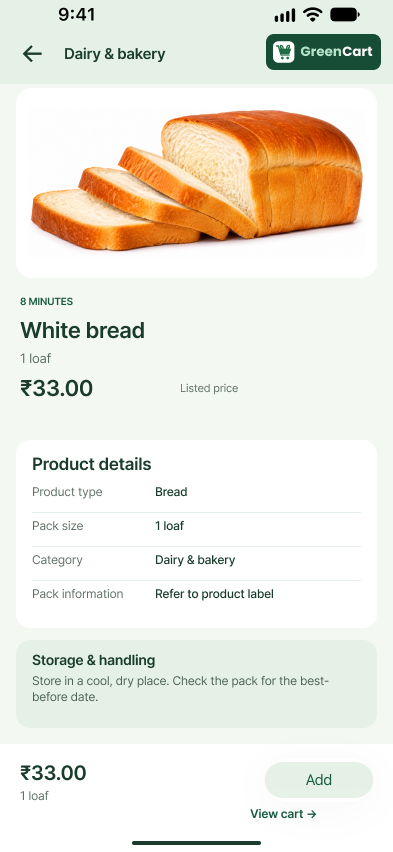 9:41
Dairy & bakery
GreenCart
8 MINUTES
White bread
1 loaf
₹33.00
Listed price
Product details
Product type Bread
Pack size 1 loaf
Category Dairy & bakery
Pack information Refer to product label
Storage & handling
Store in a cool, dry place. Check the pack for the best-
before date.
₹33.00
1 loaf
Add
View cart →